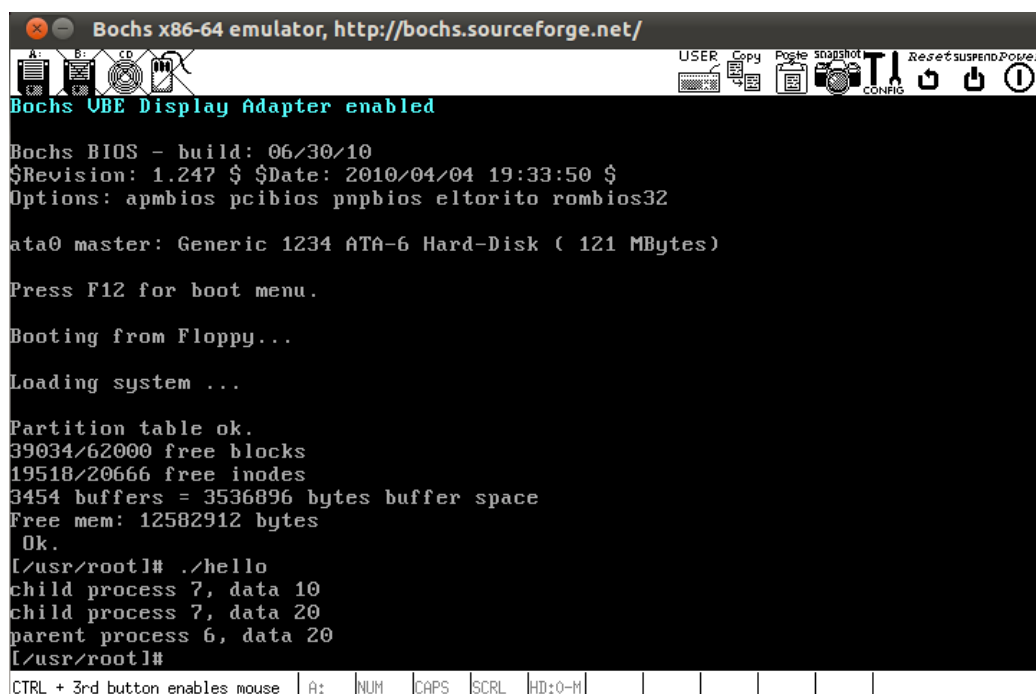 Bochs x86-64 emulator, http://bochs.sourceforge.net/
A: B: CD USER Copy Paste snapshot CONFIG Reset SUSPEND Power
Bochs VBE Display Adapter enabled
Bochs BIOS - build: 06/30/10
$Revision: 1.247 $ $Date: 2010/04/04 19:33:50 $
Options: apmbios pcibios pnpbios eltorito rombios32
ata0 master: Generic 1234 ATA-6 Hard-Disk ( 121 MBytes)
Press F12 for boot menu.
Booting from Floppy...
Loading system ...
Partition table ok.
39034/62000 free blocks
19518/20666 free inodes
3454 buffers = 3536896 bytes buffer space
Free mem: 12582912 bytes
Ok.
[/usr/root]# ./hello
child process 7, data 10
child process 7, data 20
parent process 6, data 20
[/usr/root]#
CTRL + 3rd button enables mouse A: NUM CAPS SCRL HD:0-M